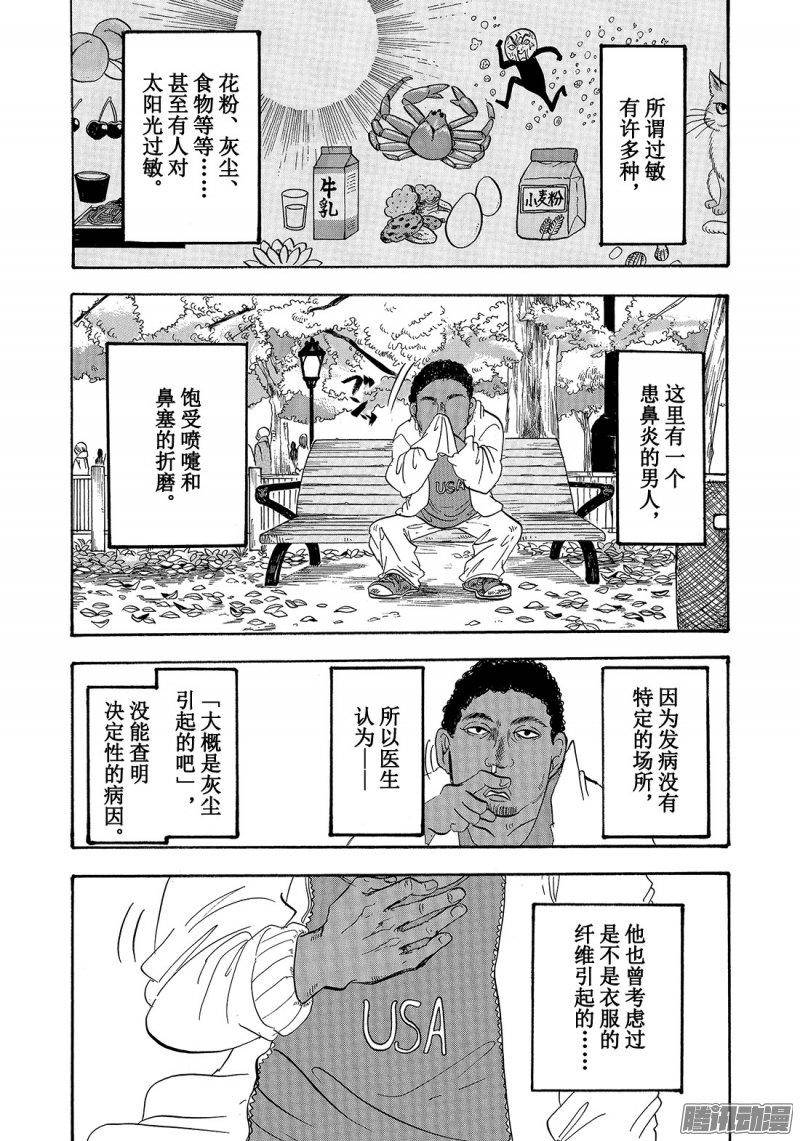 所谓过敏
有许多种，
花粉、灰尘、
食物等等……
甚至有人对
太阳光过敏。
牛乳
小麦粉
这里有一个
患鼻炎的男人，
ブンッ
饱受喷嚏和
鼻塞的折磨。
USA
因为发病没有
特定的场所，
所以医生
认为——
「大概是灰尘
引起的吧」，
没能查明
决定性的病因。
他也曾考虑过
是不是衣服的
纤维引起的……
USA
腾讯动漫